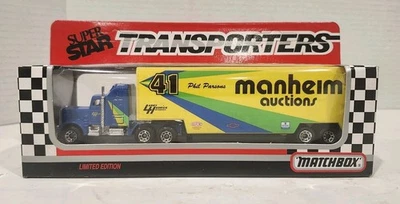 SUPER STAR
TRANSPORTERS
41
Phil Parsons
manheim
auctions
LIMITED EDITION
MATCHBOX